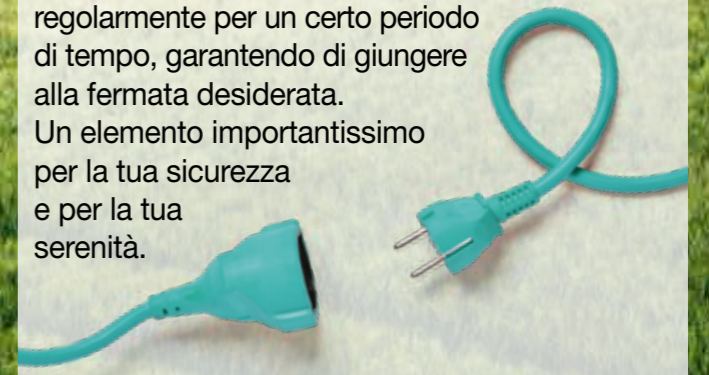 regolarmente per un certo periodo
di tempo, garantendo di giungere
alla fermata desiderata.
Un elemento importantissimo
per la tua sicurezza
e per la tua
serenità.